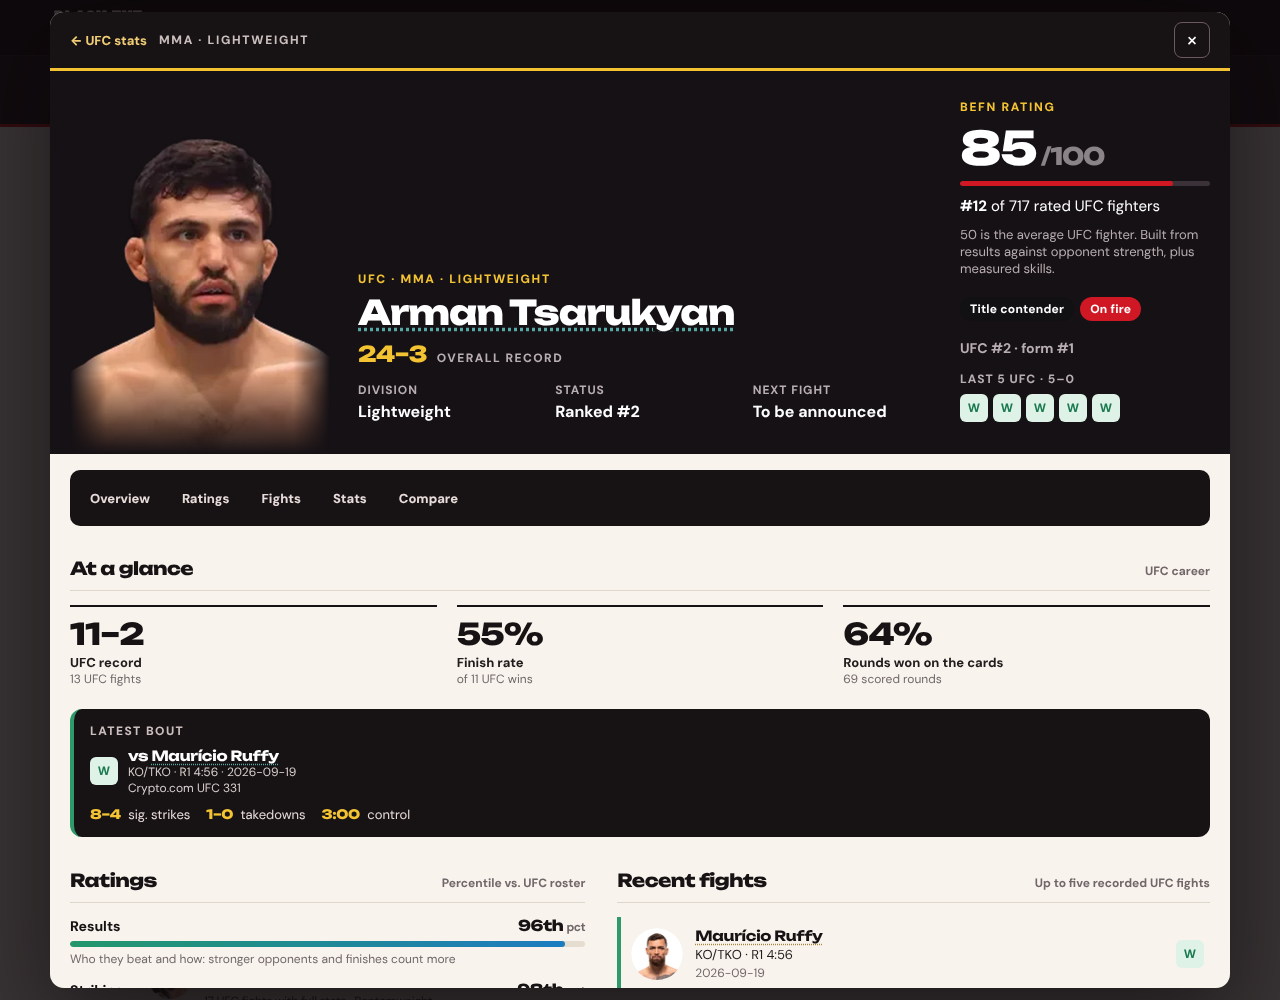 ← UFC stats MMA · LIGHTWEIGHT ×
BEFN RATING
85 /100
#12 of 717 rated UFC fighters
50 is the average UFC fighter. Built from
results against opponent strength, plus
measured skills.
Title contender On fire
UFC #2 · form #1
LAST 5 UFC · 5–0
W W W W W
UFC · MMA · LIGHTWEIGHT
Arman Tsarukyan
24–3 OVERALL RECORD
DIVISION STATUS NEXT FIGHT
Lightweight Ranked #2 To be announced
Overview Ratings Fights Stats Compare
At a glance UFC career
11–2 55% 64%
UFC record Finish rate Rounds won on the cards
13 UFC fights of 11 UFC wins 69 scored rounds
LATEST BOUT
W vs Maurício Ruffy
KO/TKO · R1 4:56 · 2026-09-19
Crypto.com UFC 331
8–4 sig. strikes 1–0 takedowns 3:00 control
Ratings Percentile vs. UFC roster
Results 96th pct
Who they beat and how: stronger opponents and finishes count more
Recent fights Up to five recorded UFC fights
Maurício Ruffy
KO/TKO · R1 4:56
2026-09-19
W